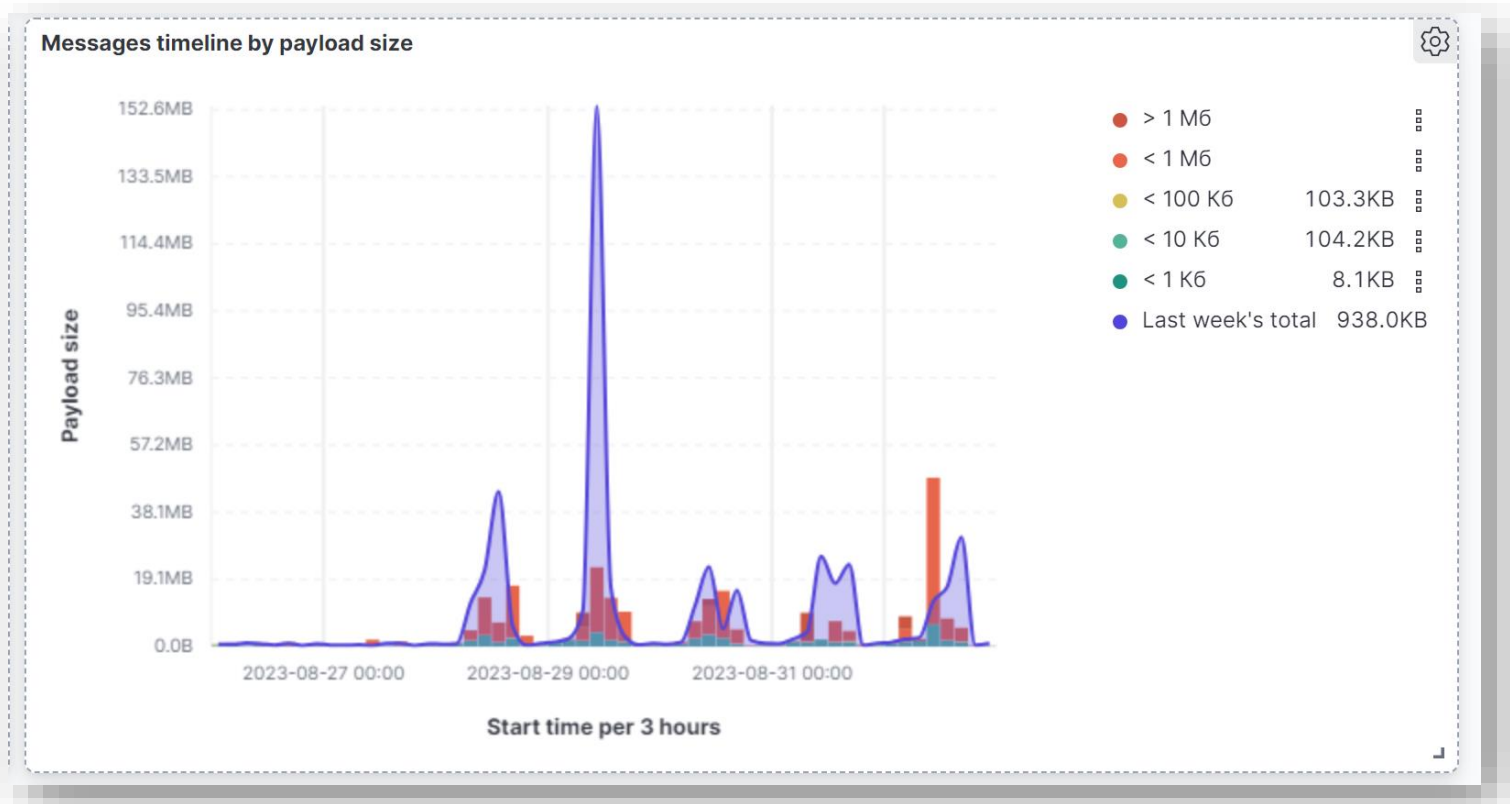 Messages timeline by payload size
152.6MB
133.5MB
114.4MB
95.4MB
76.3MB
57.2MB
38.1MB
19.1MB
0.0B
Payload size
2023-08-27 00:00
2023-08-29 00:00
2023-08-31 00:00
Start time per 3 hours
> 1 Мб
< 1 Мб
< 100 Кб 103.3KB
< 10 Кб 104.2KB
< 1 Кб 8.1KB
Last week's total 938.0KB